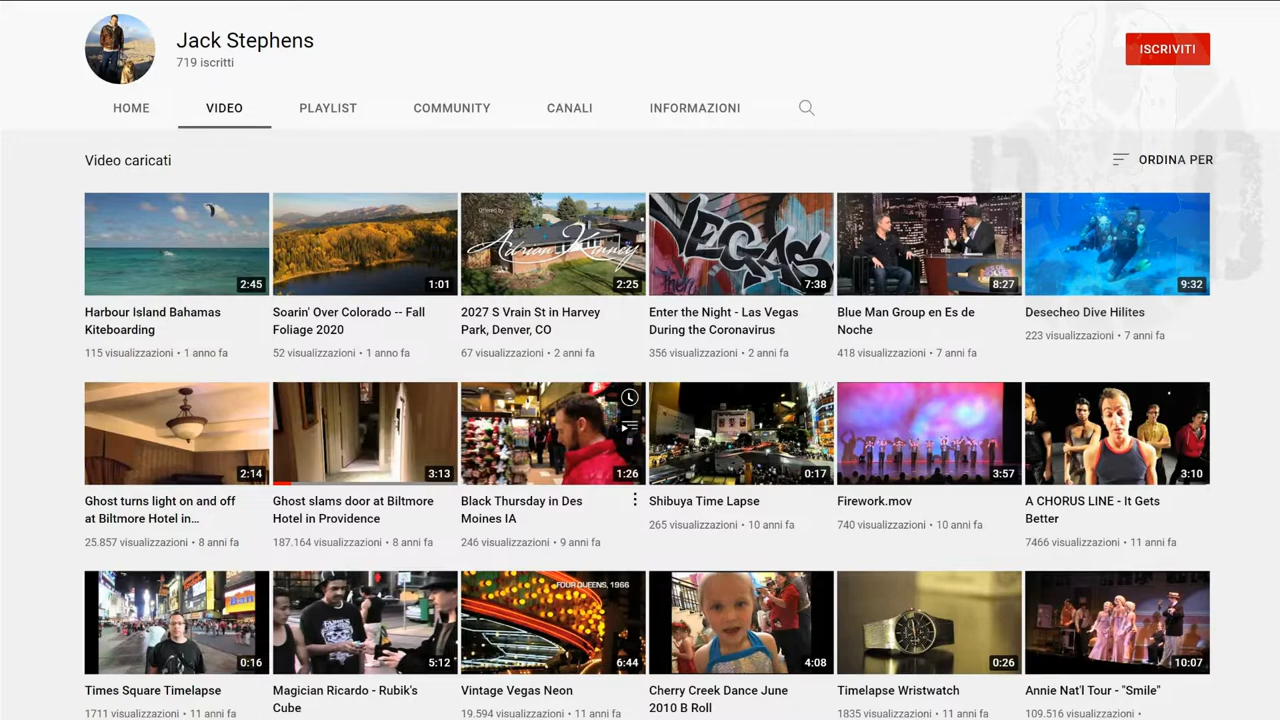 Jack Stephens
719 iscritti
ISCRIVITI
HOME VIDEO PLAYLIST COMMUNITY CANALI INFORMAZIONI
Video caricati
ORDINA PER
Offered by
Adrian Kinney
VEGAS
then
2:45 1:01 2:25 7:38 8:27 9:32
Harbour Island Bahamas Kiteboarding
115 visualizzazioni • 1 anno fa
Soarin' Over Colorado -- Fall Foliage 2020
52 visualizzazioni • 1 anno fa
2027 S Vrain St in Harvey Park, Denver, CO
67 visualizzazioni • 2 anni fa
Enter the Night - Las Vegas During the Coronavirus
356 visualizzazioni • 2 anni fa
Blue Man Group en Es de Noche
418 visualizzazioni • 7 anni fa
Desecheo Dive Hilites
223 visualizzazioni • 7 anni fa
2:14 3:13 1:26 0:17 3:57 3:10
Ghost turns light on and off at Biltmore Hotel in...
25.857 visualizzazioni • 8 anni fa
Ghost slams door at Biltmore Hotel in Providence
187.164 visualizzazioni • 8 anni fa
Black Thursday in Des Moines IA
246 visualizzazioni • 9 anni fa
Shibuya Time Lapse
265 visualizzazioni • 10 anni fa
Firework.mov
740 visualizzazioni • 10 anni fa
A CHORUS LINE - It Gets Better
7466 visualizzazioni • 11 anni fa
FOUR QUEENS, 1966
0:16 5:12 6:44 4:08 0:26 10:07
Times Square Timelapse
1711 visualizzazioni • 11 anni fa
Magician Ricardo - Rubik's Cube
Vintage Vegas Neon
19.594 visualizzazioni • 11 anni fa
Cherry Creek Dance June 2010 B Roll
Timelapse Wristwatch
1835 visualizzazioni • 11 anni fa
Annie Nat'l Tour - "Smile"
109.516 visualizzazioni •